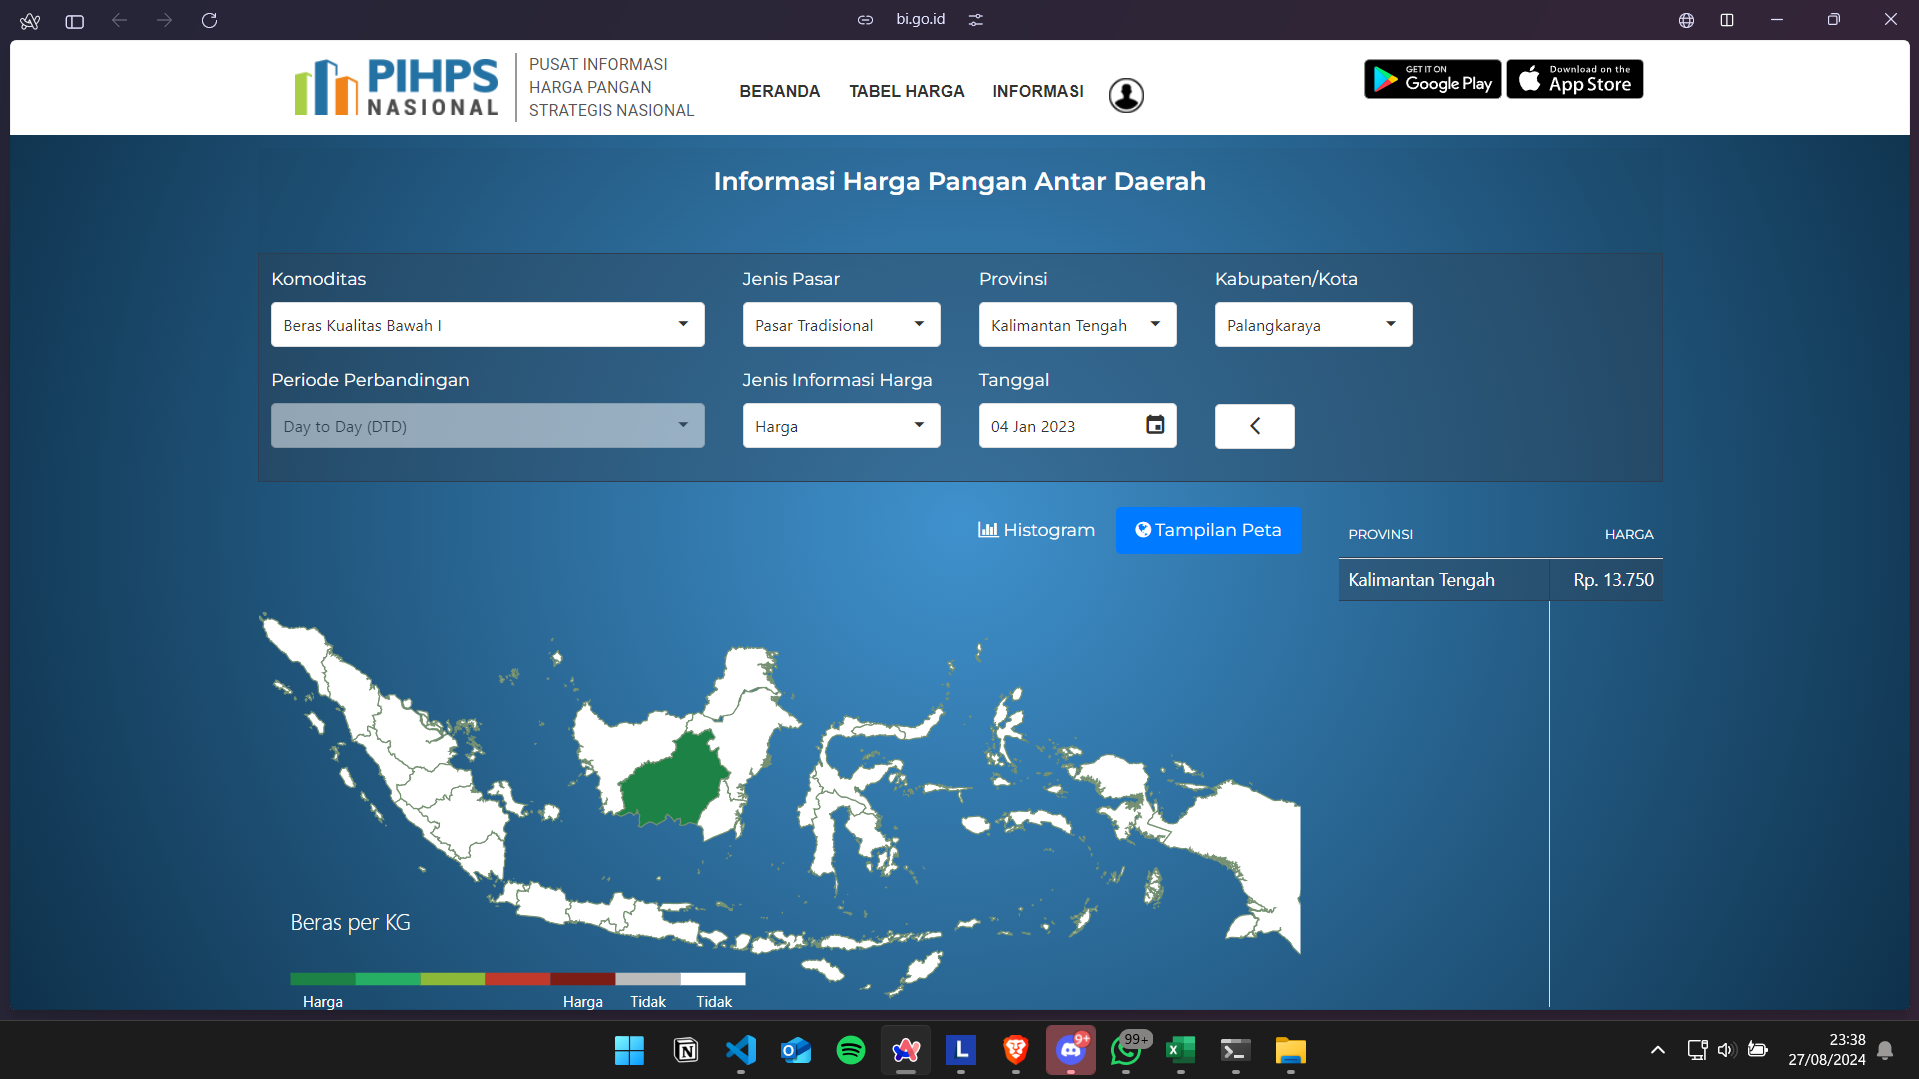 bi.go.id
PIHPS
NASIONAL
PUSAT INFORMASI
HARGA PANGAN
STRATEGIS NASIONAL
BERANDA
TABEL HARGA
INFORMASI
GET IT ON
Google Play
Download on the
App Store
Informasi Harga Pangan Antar Daerah
Komoditas
Jenis Pasar
Provinsi
Kabupaten/Kota
Beras Kualitas Bawah I
Pasar Tradisional
Kalimantan Tengah
Palangkaraya
Periode Perbandingan
Jenis Informasi Harga
Tanggal
Day to Day (DTD)
Harga
04 Jan 2023
Histogram
Tampilan Peta
PROVINSI
HARGA
Kalimantan Tengah
Rp. 13.750
Beras per KG
Harga
Harga
Tidak
Tidak
L
9+
99+
23:38
27/08/2024